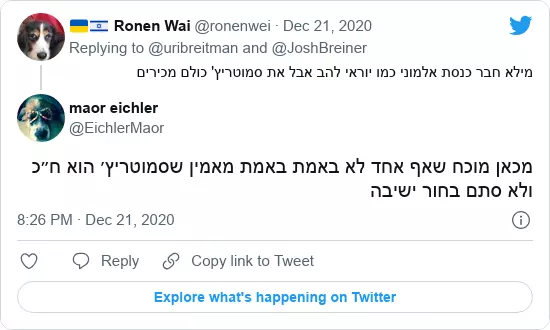 Ronen Wai @ronenwei · Dec 21, 2020
Replying to @uribreitman and @JoshBreiner
מילא חבר כנסת אלמוני כמו יוראי להב אבל את סמוטריץ' כולם מכירים
maor eichler
@EichlerMaor
מכאן מוכח שאף אחד לא באמת באמת מאמין שסמוטריץ׳ הוא ח״כ
ולא סתם בחור ישיבה
8:26 PM · Dec 21, 2020
Reply
Copy link to Tweet
Explore what's happening on Twitter